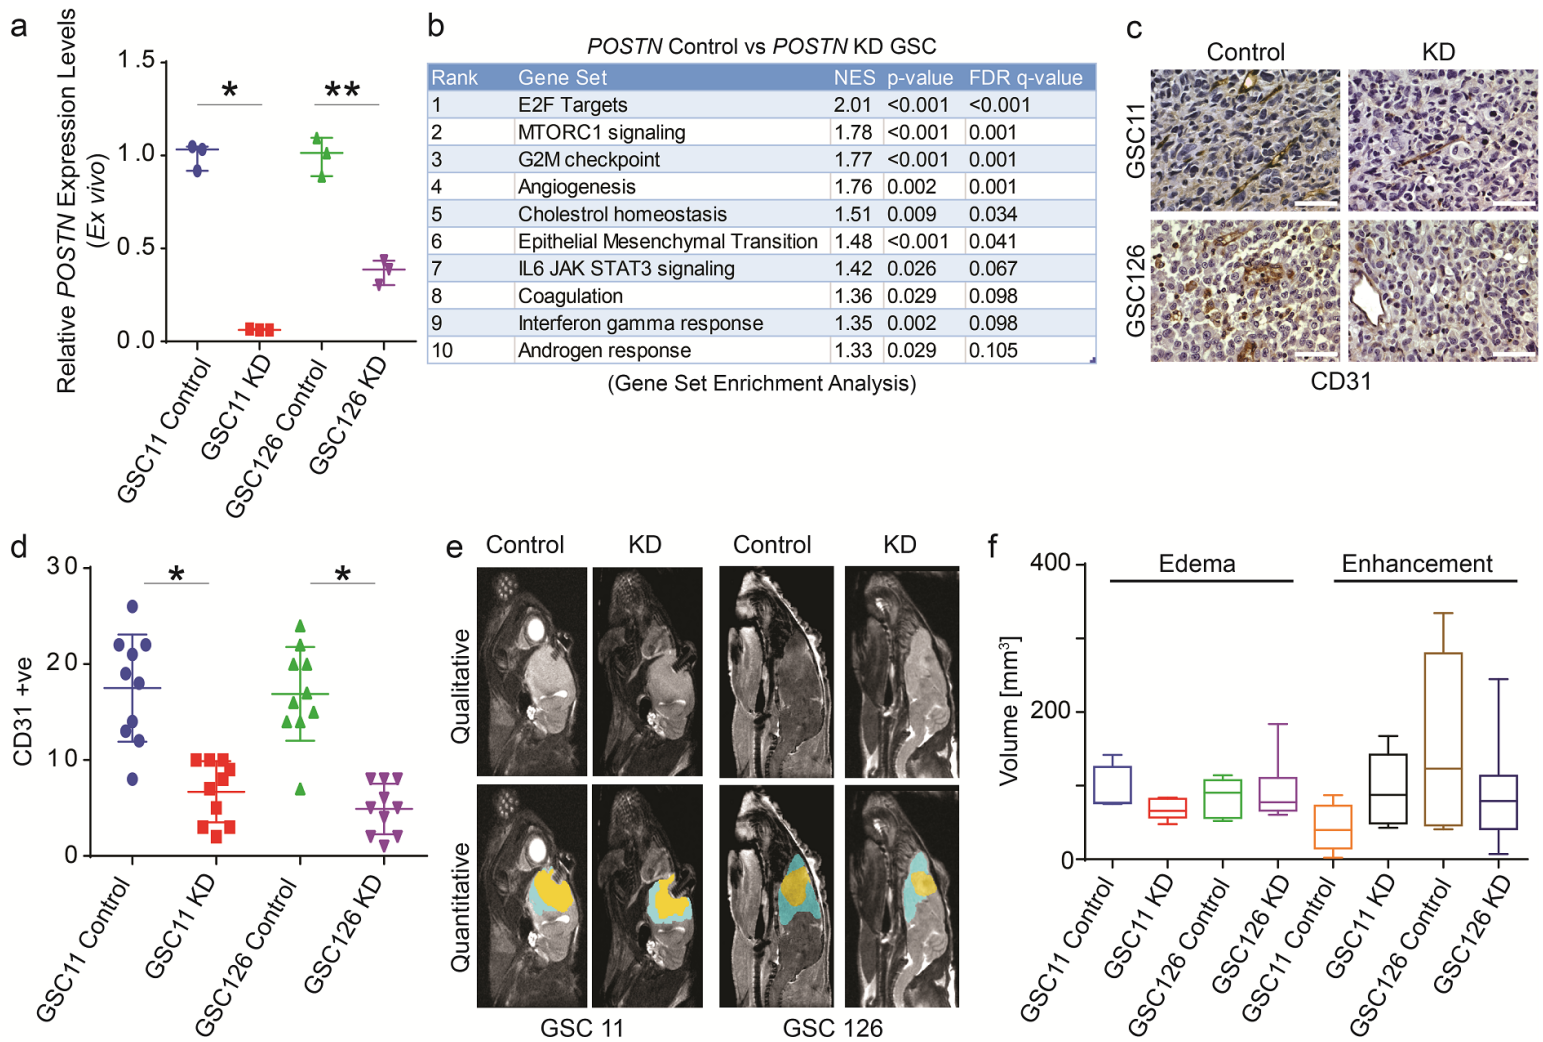 a
Relative POSTN Expression Levels
(Ex vivo)
1.5
1.0
0.5
0.0
*
**
GSC11 Control
GSC11 KD
GSC126 Control
GSC126 KD
b
POSTN Control vs POSTN KD GSC
Rank Gene Set NES p-value FDR q-value
1 E2F Targets 2.01 <0.001 <0.001
2 MTORC1 signaling 1.78 <0.001 0.001
3 G2M checkpoint 1.77 <0.001 0.001
4 Angiogenesis 1.76 0.002 0.001
5 Cholestrol homeostasis 1.51 0.009 0.034
6 Epithelial Mesenchymal Transition 1.48 <0.001 0.041
7 IL6 JAK STAT3 signaling 1.42 0.026 0.067
8 Coagulation 1.36 0.029 0.098
9 Interferon gamma response 1.35 0.002 0.098
10 Androgen response 1.33 0.029 0.105
(Gene Set Enrichment Analysis)
c
Control KD
GSC11
GSC126
CD31
d
CD31 +ve
30
20
10
0
*
*
GSC11 Control
GSC11 KD
GSC126 Control
GSC126 KD
e
Control KD Control KD
Qualitative
Quantitative
GSC 11 GSC 126
f
Volume [mm³]
400
200
0
Edema Enhancement
GSC11 Control
GSC11 KD
GSC126 Control
GSC126 KD
GSC11 Control
GSC11 KD
GSC126 Control
GSC126 KD